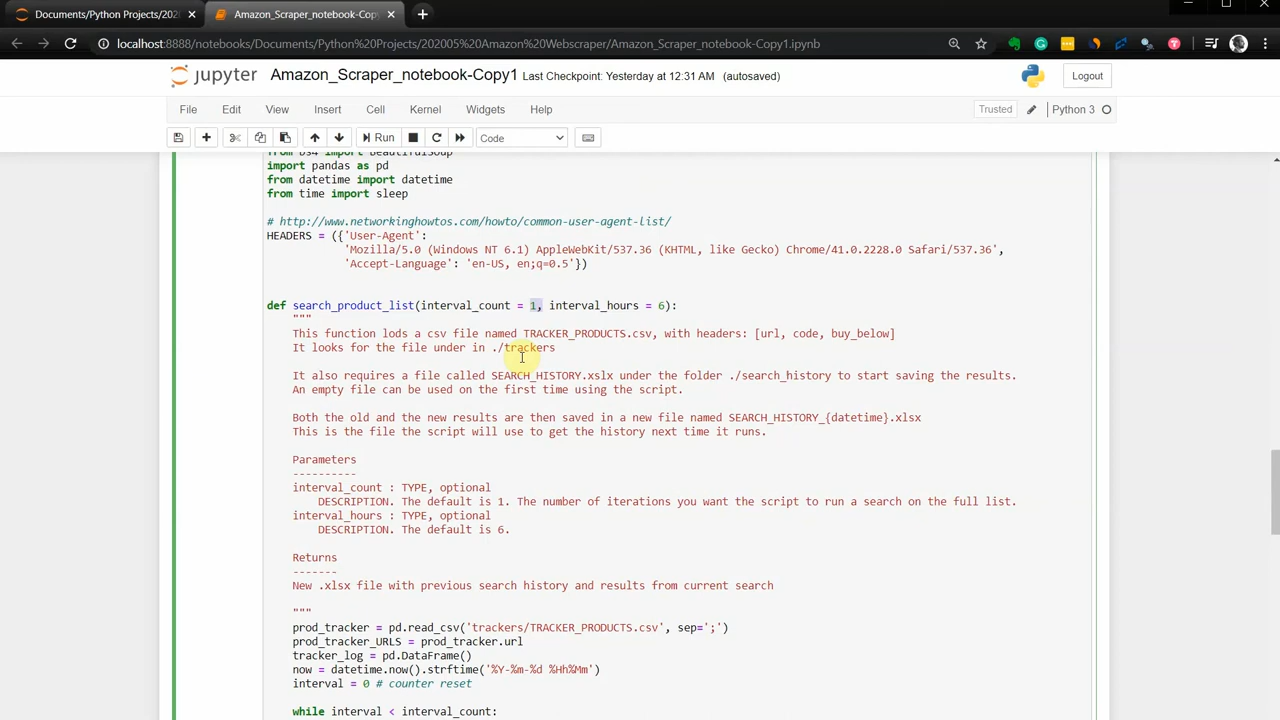 Documents/Python Projects/2020
Amazon_Scraper_notebook-Copy
localhost:8888/notebooks/Documents/Python%20Projects/202005%20Amazon%20Webscraper/Amazon_Scraper_notebook-Copy1.ipynb
jupyter Amazon_Scraper_notebook-Copy1 Last Checkpoint: Yesterday at 12:31 AM (autosaved) Logout
File Edit View Insert Cell Kernel Widgets Help Trusted Python 3
Run Code
from bs4 import BeautifulSoup
import pandas as pd
from datetime import datetime
from time import sleep
# http://www.networkinghowtos.com/howto/common-user-agent-list/
HEADERS = ({'User-Agent':
'Mozilla/5.0 (Windows NT 6.1) AppleWebKit/537.36 (KHTML, like Gecko) Chrome/41.0.2228.0 Safari/537.36',
'Accept-Language': 'en-US, en;q=0.5'})
def search_product_list(interval_count = 1, interval_hours = 6):
"""
This function lods a csv file named TRACKER_PRODUCTS.csv, with headers: [url, code, buy_below]
It looks for the file under in ./trackers
It also requires a file called SEARCH_HISTORY.xslx under the folder ./search_history to start saving the results.
An empty file can be used on the first time using the script.
Both the old and the new results are then saved in a new file named SEARCH_HISTORY_{datetime}.xlsx
This is the file the script will use to get the history next time it runs.
Parameters
----------
interval_count : TYPE, optional
DESCRIPTION. The default is 1. The number of iterations you want the script to run a search on the full list.
interval_hours : TYPE, optional
DESCRIPTION. The default is 6.
Returns
-------
New .xlsx file with previous search history and results from current search
"""
prod_tracker = pd.read_csv('trackers/TRACKER_PRODUCTS.csv', sep=';')
prod_tracker_URLS = prod_tracker.url
tracker_log = pd.DataFrame()
now = datetime.now().strftime('%Y-%m-%d %Hh%Mm')
interval = 0 # counter reset
while interval < interval_count: